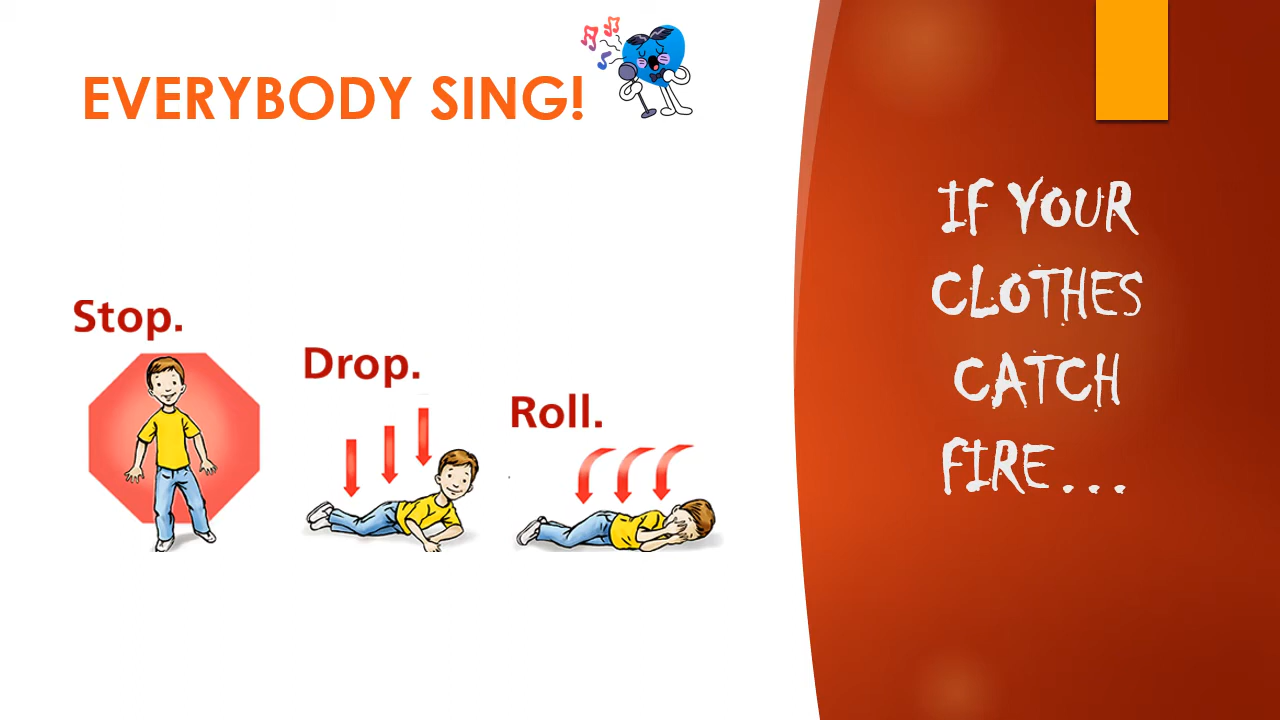 EVERYBODY SING!
Stop.
Drop.
Roll.
IF YOUR
CLOTHES
CATCH
FIRE...